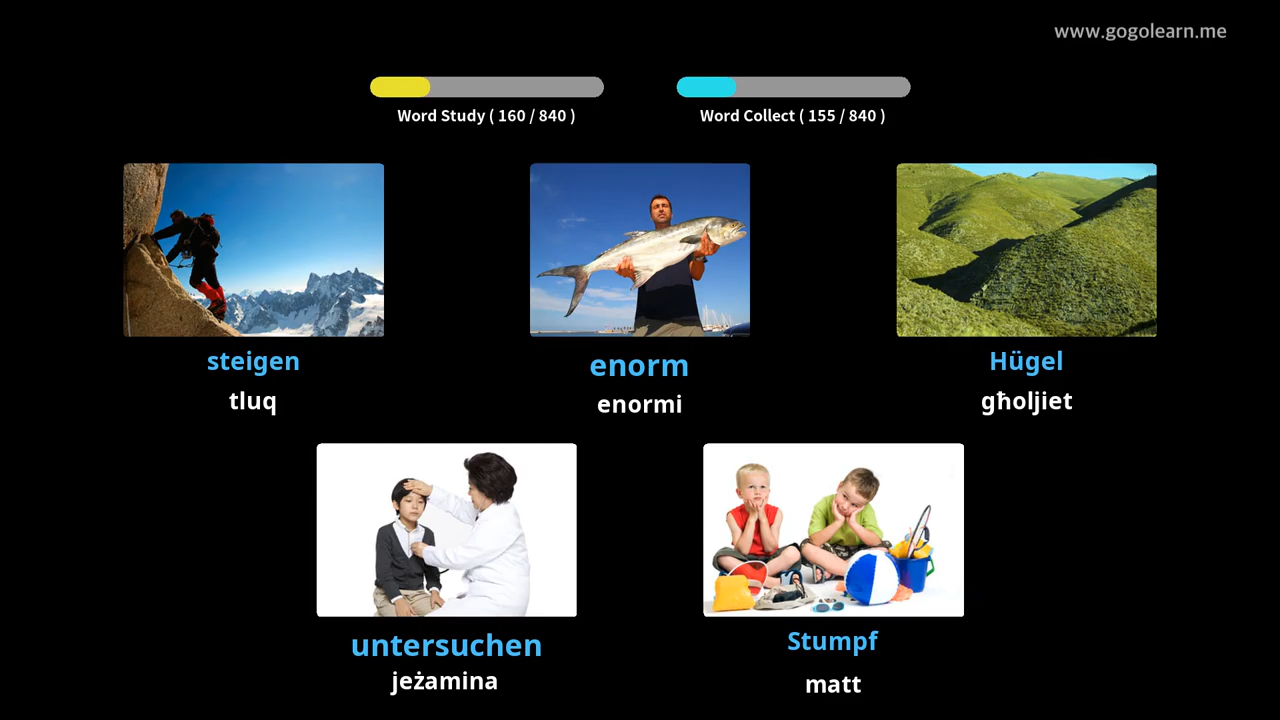 www.gogolearn.me
Word Study ( 160 / 840 )
Word Collect ( 155 / 840 )
steigen
enorm
Hügel
tluq
enormi
għoljiet
untersuchen
Stumpf
jeżamina
matt